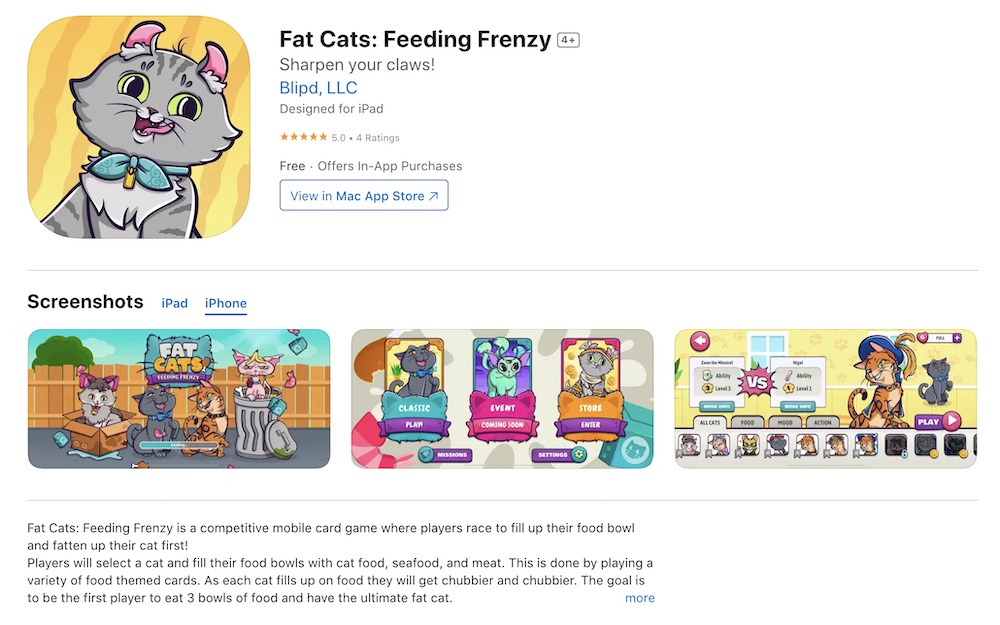 Fat Cats: Feeding Frenzy 4+
Sharpen your claws!
Blipd, LLC
Designed for iPad
5.0 • 4 Ratings
Free · Offers In-App Purchases
View in Mac App Store ↗
Screenshots iPad iPhone
FAT
CATS
FEEDING FRENZY
Loading...
CLASSIC
PLAY!
EVENT
COMING SOON
STORE
ENTER
MISSIONS
SETTINGS
FULL
Zane the Minstrel
Ability
3 Level 3
MORE INFO
VS
Nigel
Ability
1 Level 1
MORE INFO
ALL CATS
FOOD
MOOD
ACTION
PLAY
Fat Cats: Feeding Frenzy is a competitive mobile card game where players race to fill up their food bowl
and fatten up their cat first!
Players will select a cat and fill their food bowls with cat food, seafood, and meat. This is done by playing a
variety of food themed cards. As each cat fills up on food they will get chubbier and chubbier. The goal is
to be the first player to eat 3 bowls of food and have the ultimate fat cat.
more